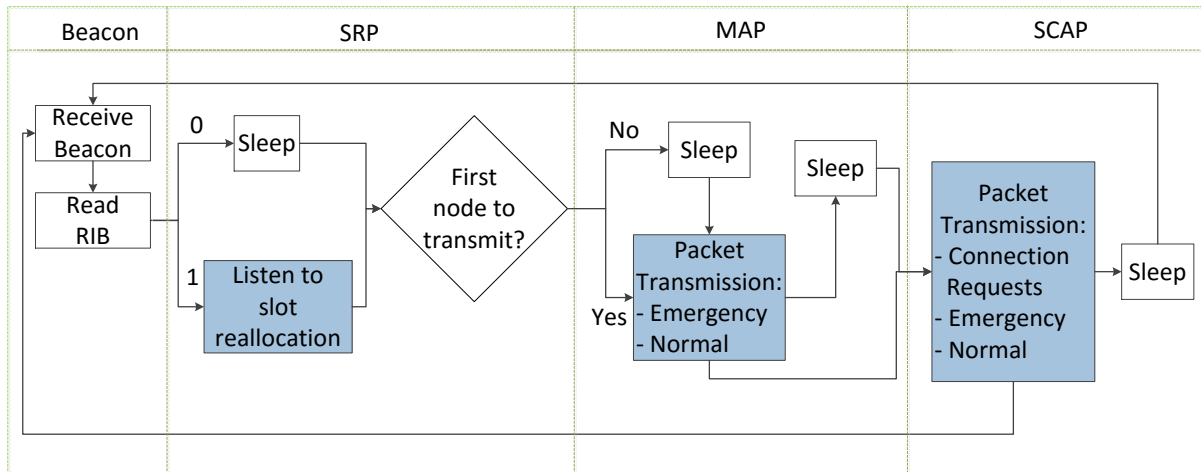 Beacon
SRP
MAP
SCAP
Receive
Beacon
Read
RIB
0
Sleep
1
Listen to
slot
reallocation
First
node to
transmit?
No
Sleep
Yes
Packet
Transmission:
- Emergency
- Normal
Sleep
Packet
Transmission:
- Connection
Requests
- Emergency
- Normal
Sleep